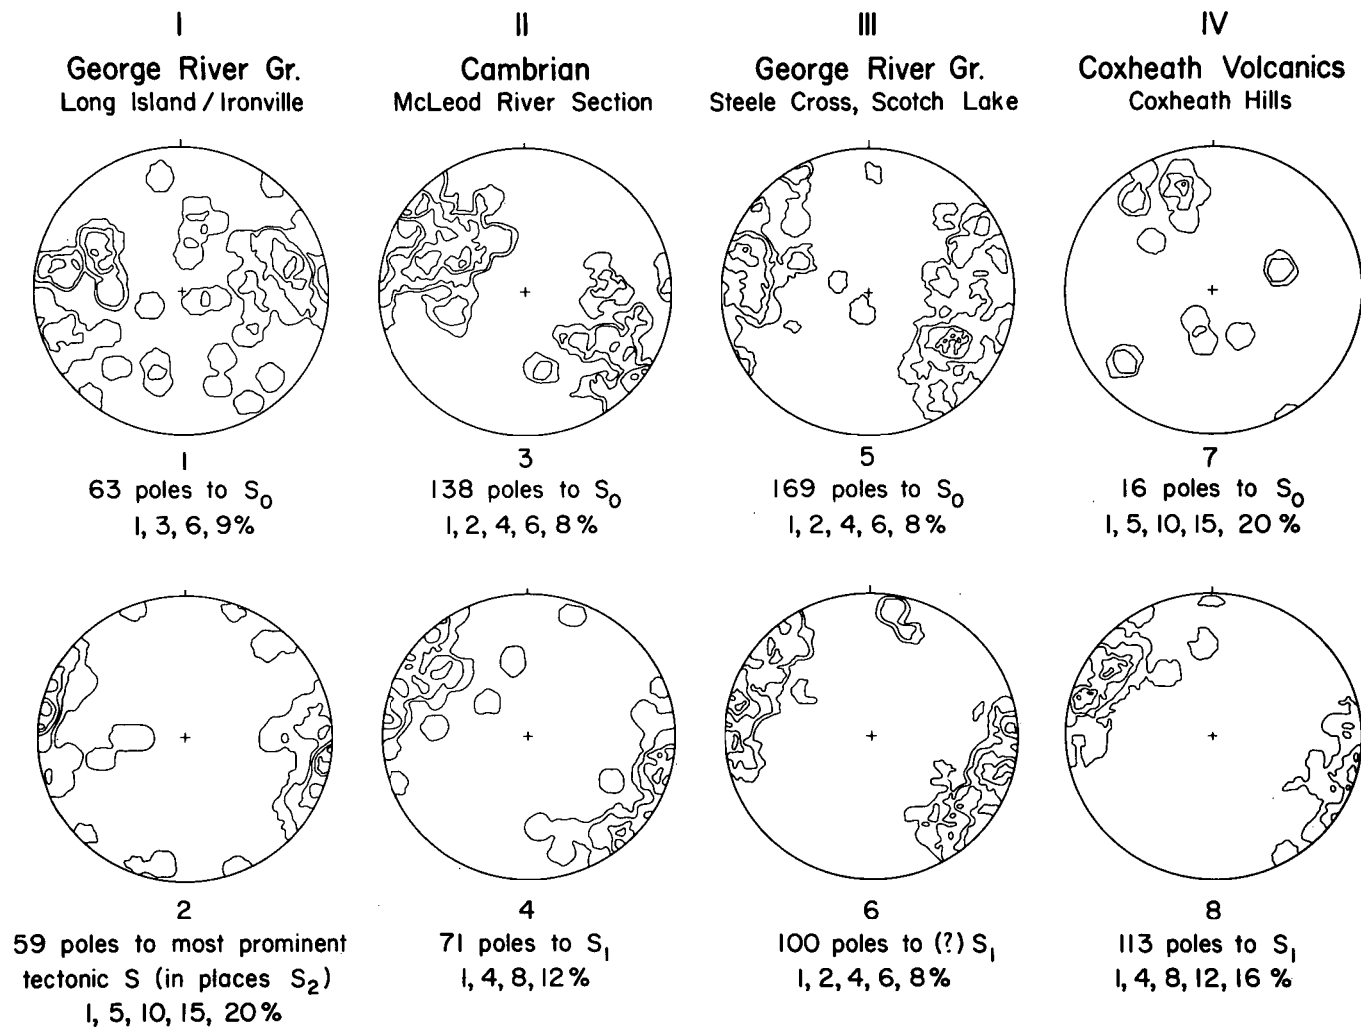 I
George River Gr.
Long Island / Ironville
II
Cambrian
McLeod River Section
III
George River Gr.
Steele Cross, Scotch Lake
IV
Coxheath Volcanics
Coxheath Hills
1
63 poles to S0
1, 3, 6, 9%
3
138 poles to S0
1, 2, 4, 6, 8%
5
169 poles to S0
1, 2, 4, 6, 8%
7
16 poles to S0
1, 5, 10, 15, 20%
2
59 poles to most prominent
tectonic S (in places S2)
1, 5, 10, 15, 20%
4
71 poles to S1
1, 4, 8, 12%
6
100 poles to (?) S1
1, 2, 4, 6, 8%
8
113 poles to S1
1, 4, 8, 12, 16 %